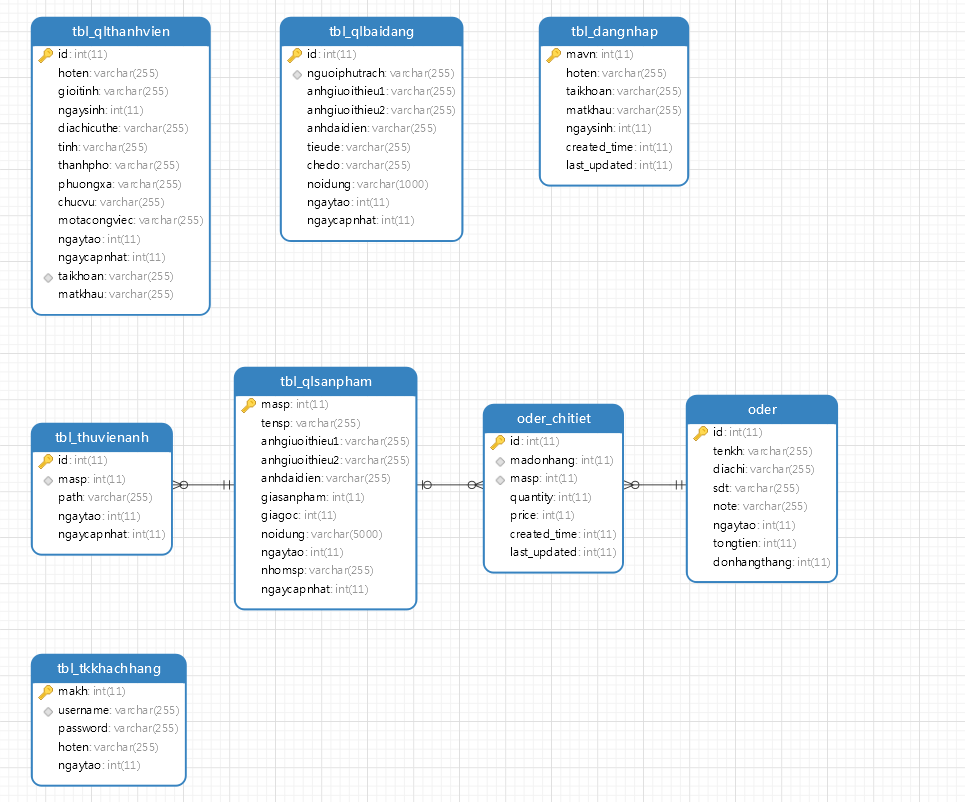 tbl_qlthanhvien
id: int(11)
hoten: varchar(255)
gioitinh: varchar(255)
ngaysinh: int(11)
diachicuthe: varchar(255)
tinh: varchar(255)
thanhpho: varchar(255)
phuongxa: varchar(255)
chucvu: varchar(255)
motacongviec: varchar(255)
ngaytao: int(11)
ngaycapnhat: int(11)
taikhoan: varchar(255)
matkhau: varchar(255)
tbl_qlbaidang
id: int(11)
nguoiphutrach: varchar(255)
anhgiuoithieu1: varchar(255)
anhgiuoithieu2: varchar(255)
anhdaidien: varchar(255)
tieude: varchar(255)
chedo: varchar(255)
noidung: varchar(1000)
ngaytao: int(11)
ngaycapnhat: int(11)
tbl_dangnhap
mavn: int(11)
hoten: varchar(255)
taikhoan: varchar(255)
matkhau: varchar(255)
ngaysinh: int(11)
created_time: int(11)
last_updated: int(11)
tbl_thuvienanh
id: int(11)
masp: int(11)
path: varchar(255)
ngaytao: int(11)
ngaycapnhat: int(11)
tbl_qlsanpham
masp: int(11)
tensp: varchar(255)
anhgiuoithieu1: varchar(255)
anhgiuoithieu2: varchar(255)
anhdaidien: varchar(255)
giasanpham: int(11)
giagoc: int(11)
noidung: varchar(5000)
ngaytao: int(11)
nhomsp: varchar(255)
ngaycapnhat: int(11)
oder_chitiet
id: int(11)
madonhang: int(11)
masp: int(11)
quantity: int(11)
price: int(11)
created_time: int(11)
last_updated: int(11)
oder
id: int(11)
tenkh: varchar(255)
diachi: varchar(255)
sdt: varchar(255)
note: varchar(255)
ngaytao: int(11)
tongtien: int(11)
donhangthang: int(11)
tbl_tkkhachhang
makh: int(11)
username: varchar(255)
password: varchar(255)
hoten: varchar(255)
ngaytao: int(11)